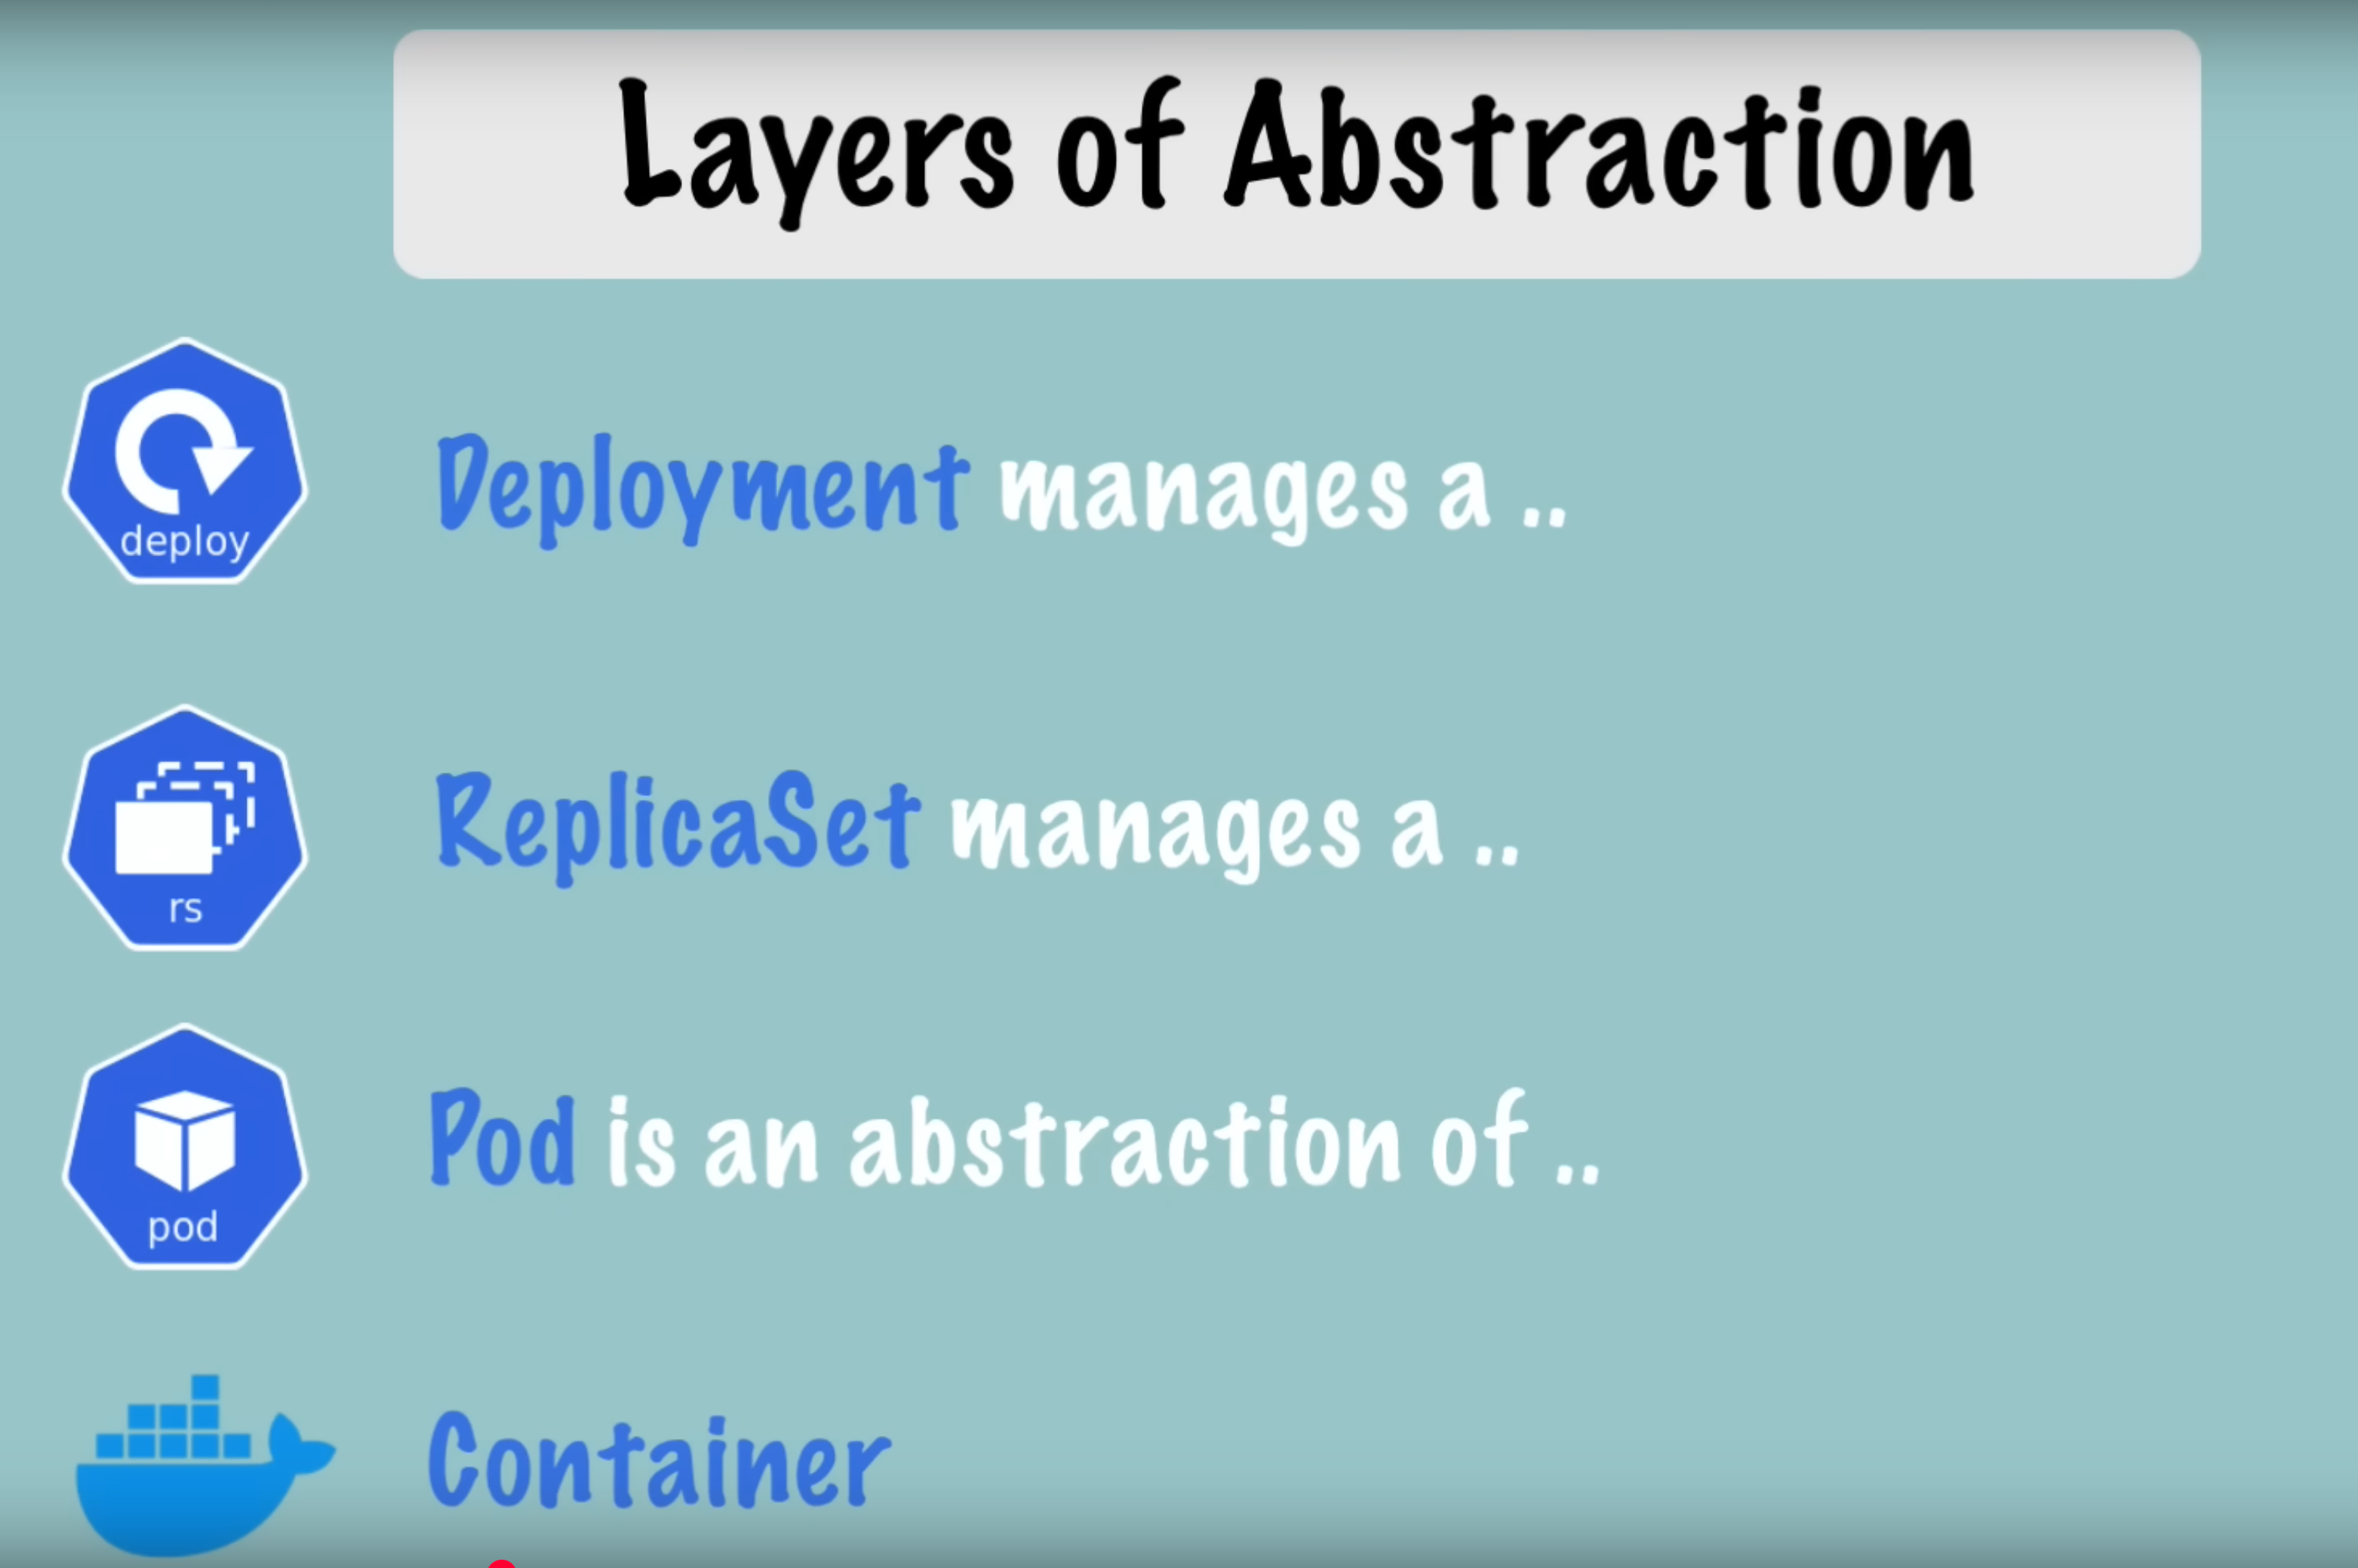 Layers of Abstraction
deploy
Deployment manages a ..
rs
ReplicaSet manages a ..
pod
Pod is an abstraction of ..
Container